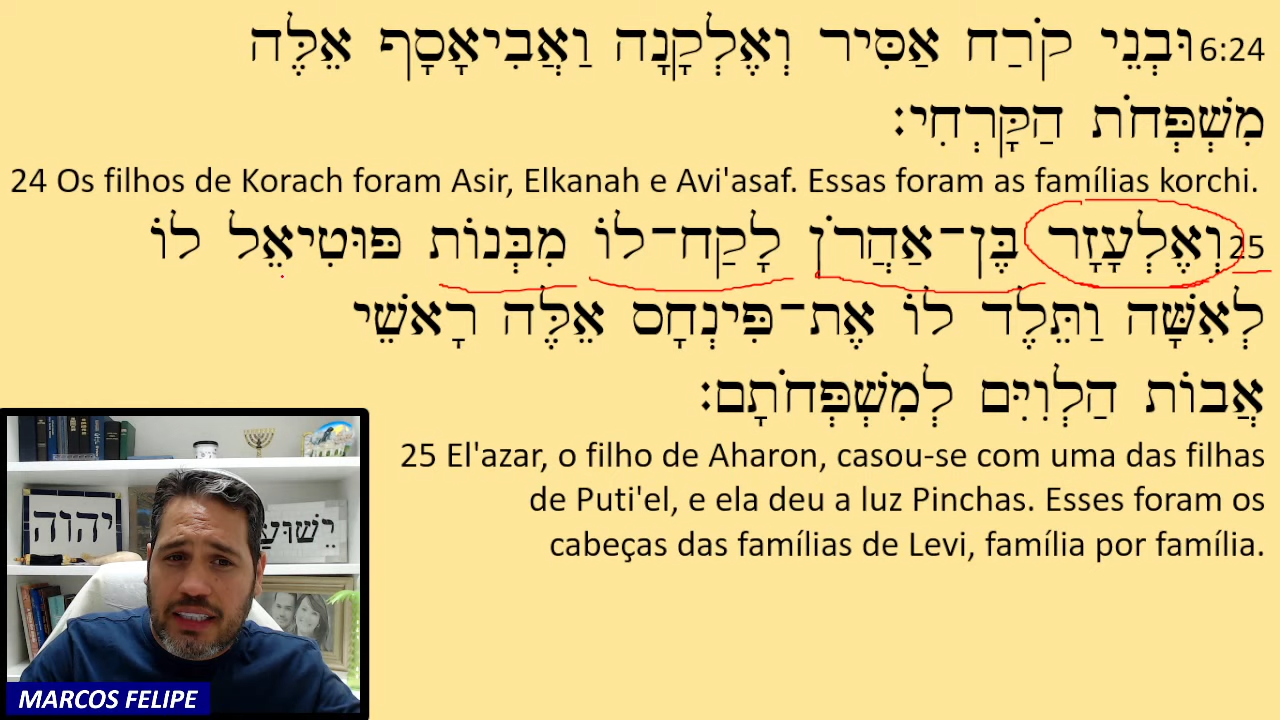 6:24 וּבְנֵי קֹרַח אַסִּיר וְאֶלְקָנָה וַאֲבִיאָסָף אֵלֶּה
מִשְׁפְּחֹת הַקָּרְחִי׃
24 Os filhos de Korach foram Asir, Elkanah e Avi'asaf. Essas foram as famílias korchi.
25 וְאֶלְעָזָר בֶּן־אַהֲרֹן לָקַח־לוֹ מִבְּנוֹת פּוּטִיאֵל לוֹ
לְאִשָּׁה וַתֵּלֶד לוֹ אֶת־פִּינְחָס אֵלֶּה רָאשֵׁי
אֲבוֹת הַלְוִיִּם לְמִשְׁפְּחֹתָם׃
25 El'azar, o filho de Aharon, casou-se com uma das filhas
de Puti'el, e ela deu a luz Pinchas. Esses foram os
cabeças das famílias de Levi, família por família.
יהוה
יֵשׁוּעַ
MARCOS FELIPE